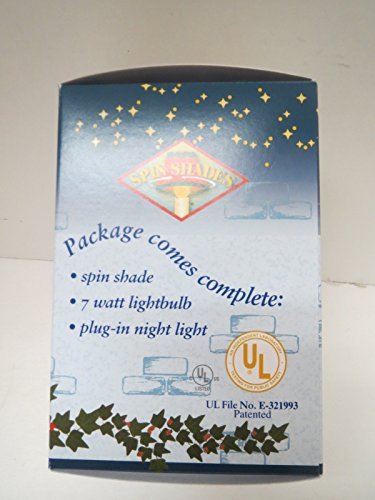 SPIN SHADES
Package comes complete:
• spin shade
• 7 watt lightbulb
• plug-in night light
UL
LISTED
US
UL
UL File No. E-321993
Patented